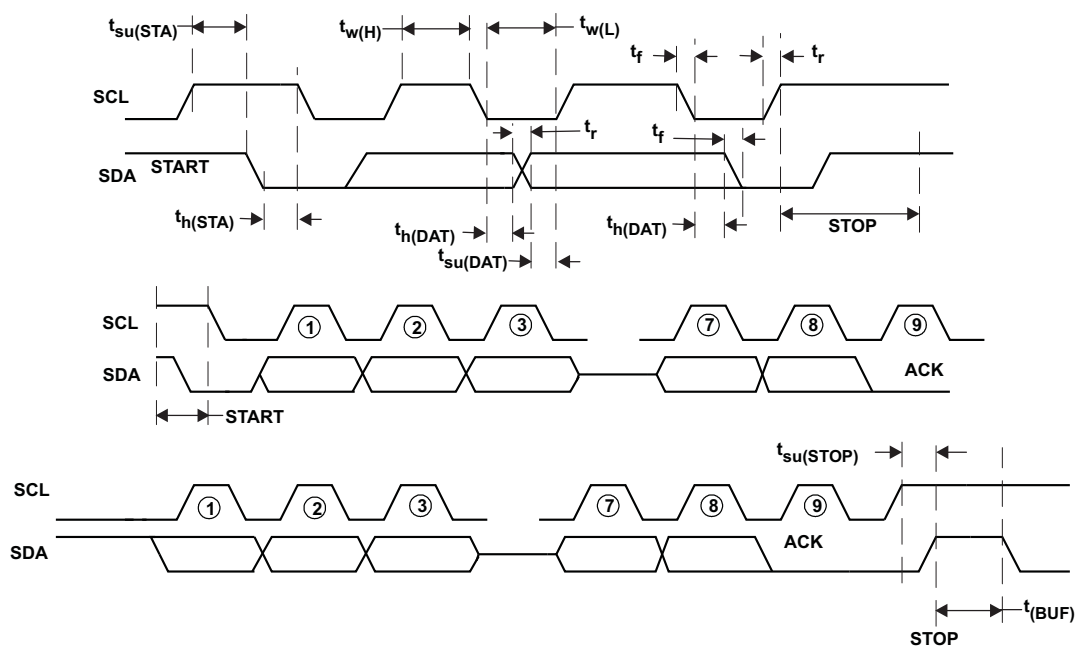 tsu(STA)
tw(H)
tw(L)
tf
tr
SCL
tr
tf
SDA
START
th(STA)
th(DAT)
tsu(DAT)
th(DAT)
STOP
SCL
1
2
3
7
8
9
SDA
ACK
START
tsu(STOP)
SCL
1
2
3
7
8
9
SDA
ACK
t(BUF)
STOP